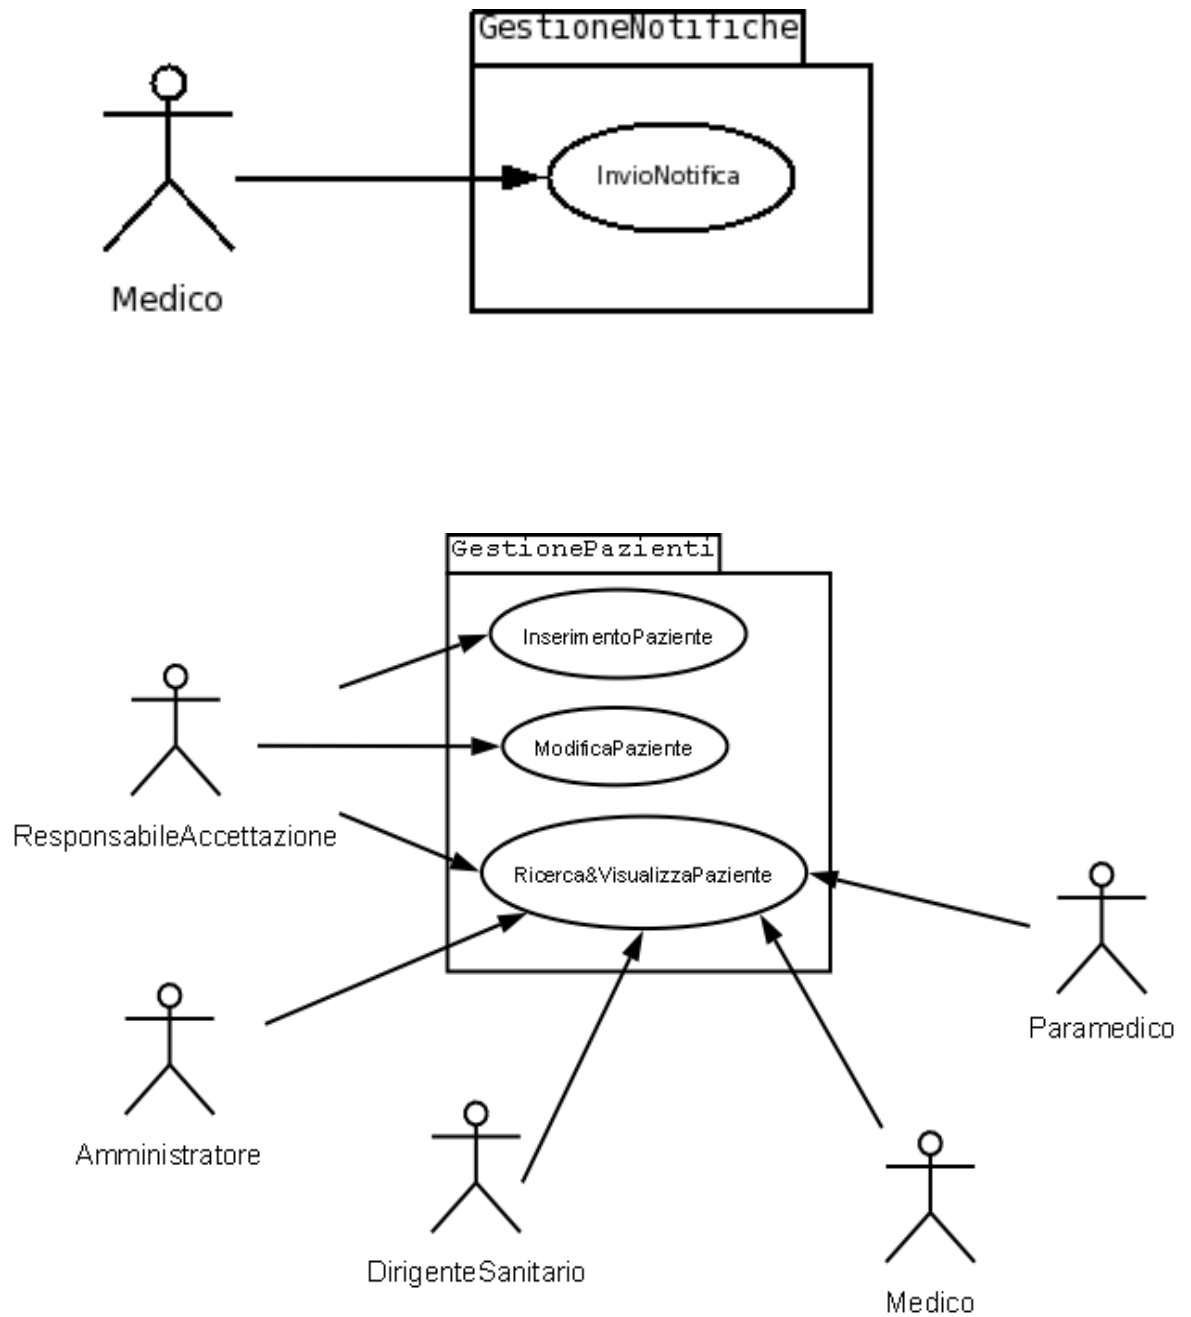 GestioneNotifiche
InvioNotifica
Medico
GestionePazienti
InserimentoPaziente
ModificaPaziente
ResponsabileAccettazione
Ricerca&VisualizzaPaziente
Paramedico
Amministratore
DirigenteSanitario
Medico